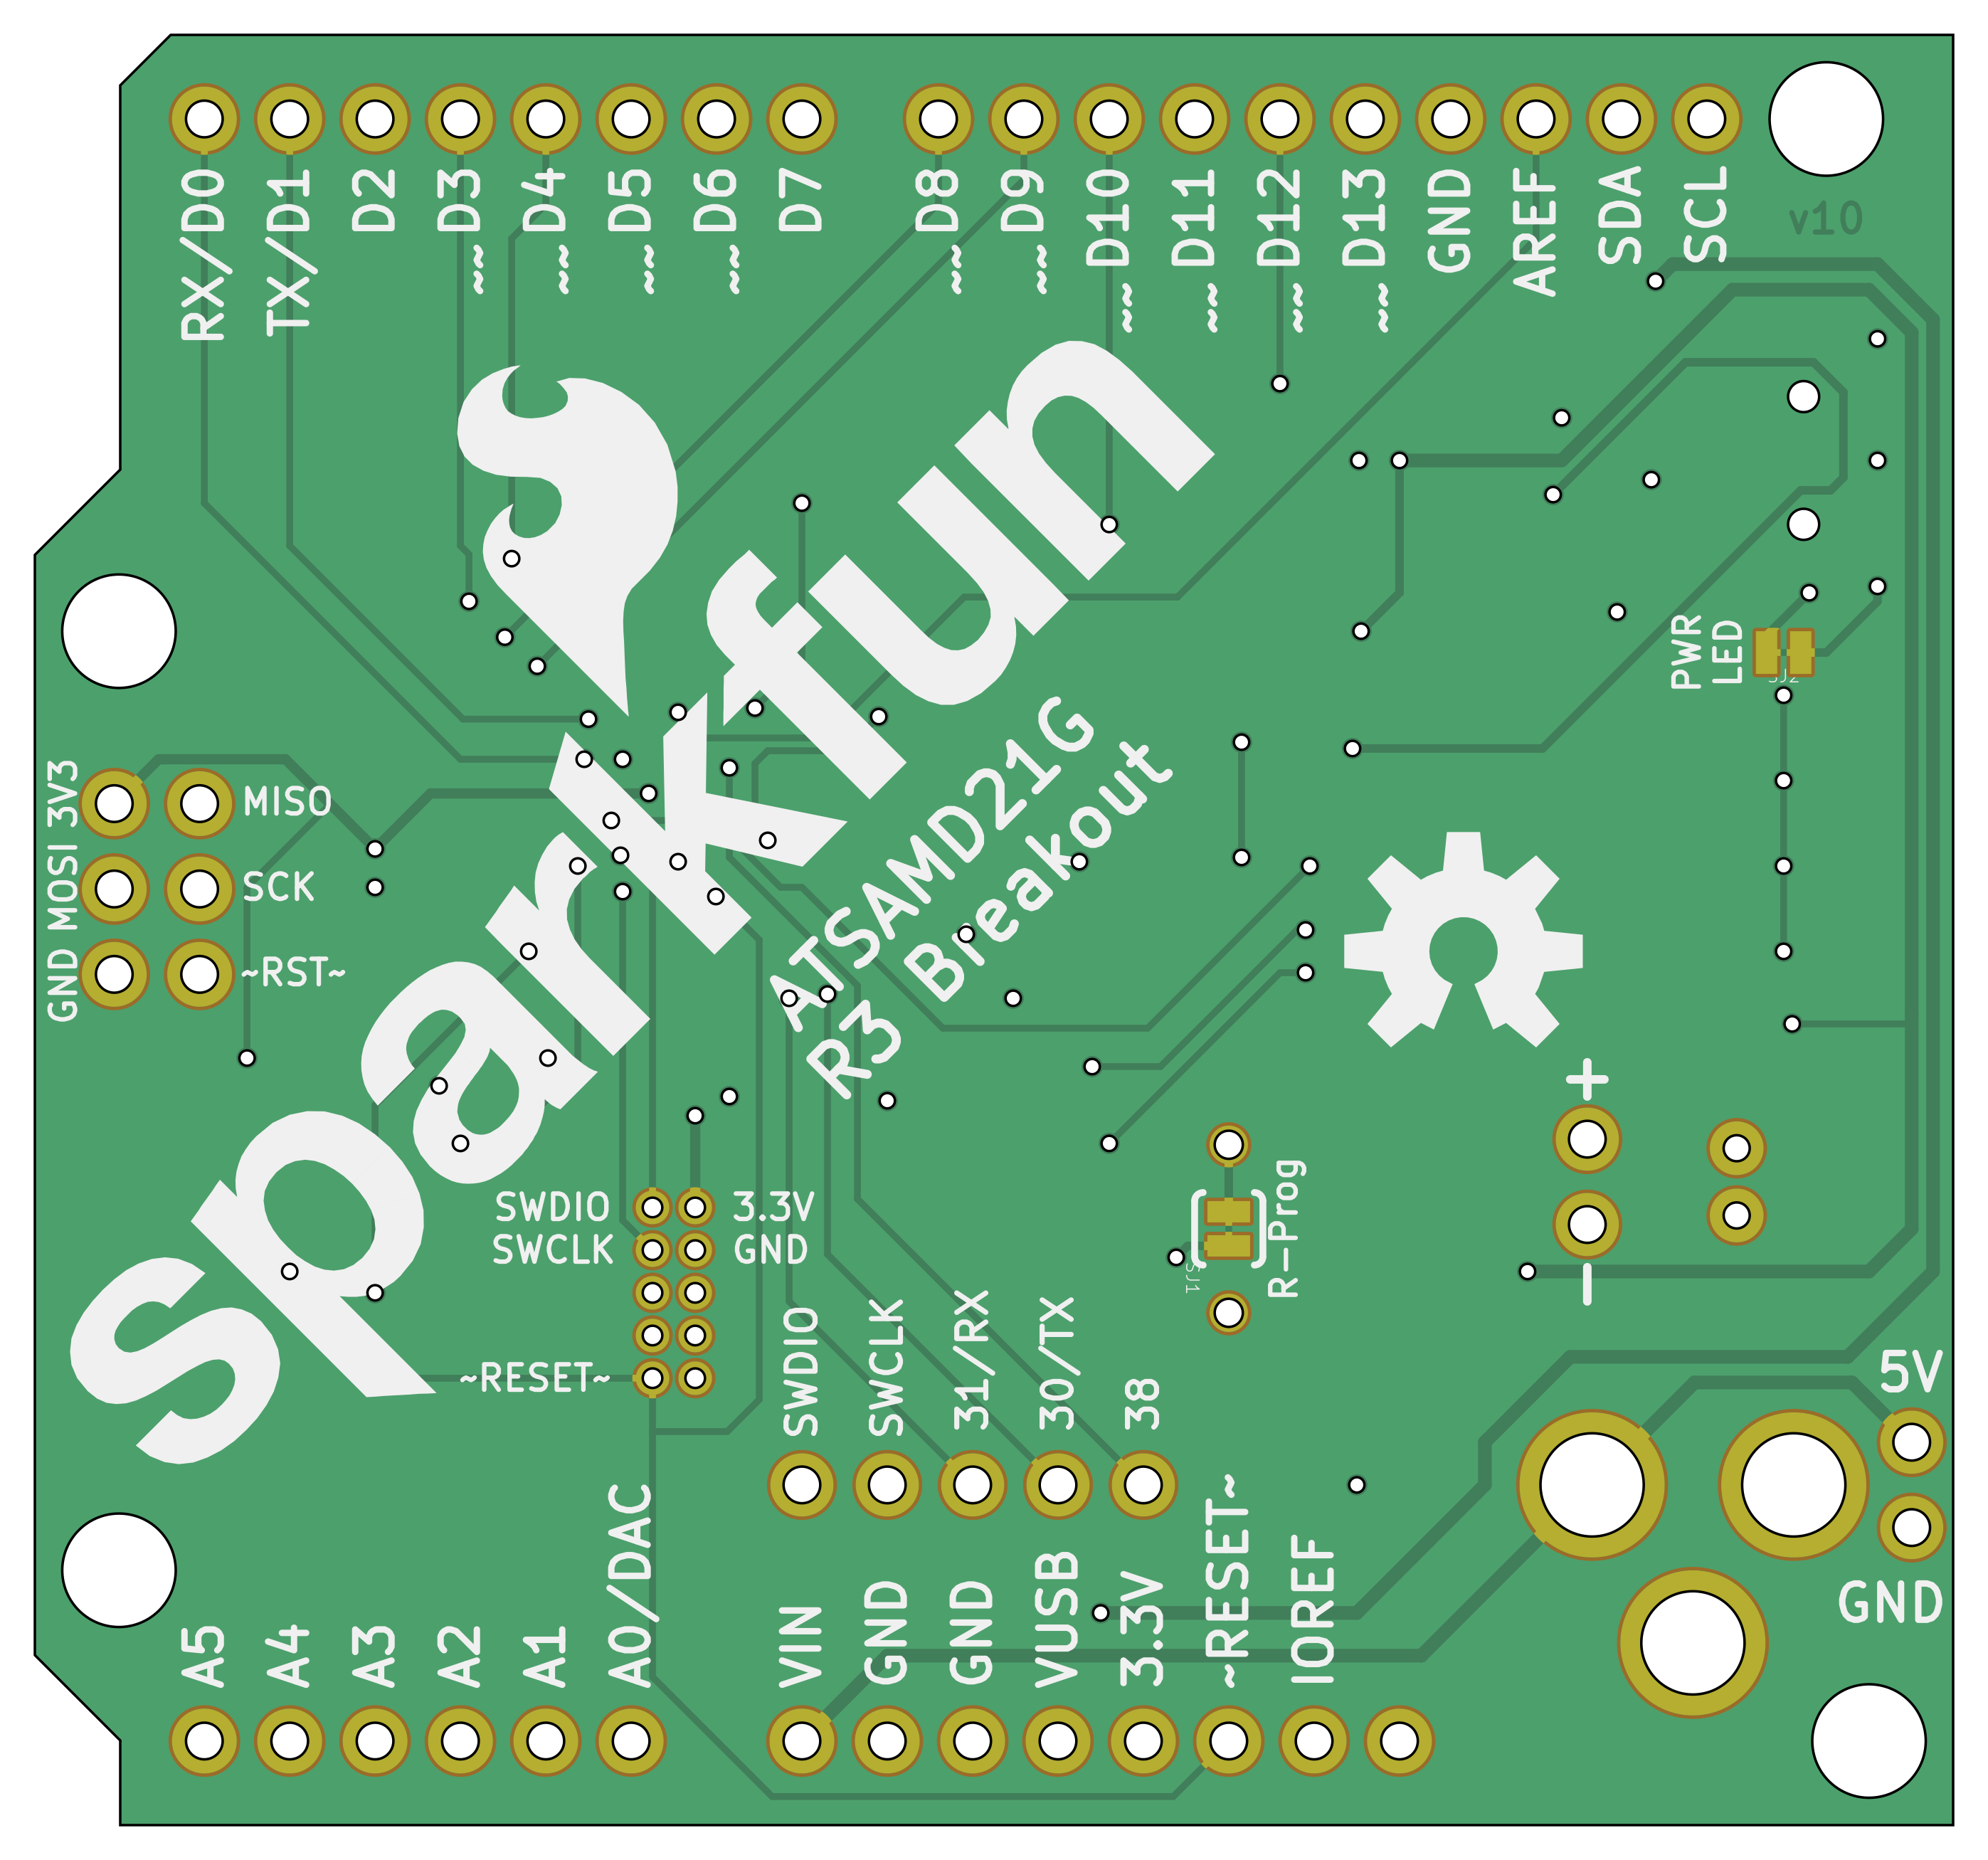 RX/D0
TX/D1
D2
~~D3
~~D4
~~D5
~~D6
D7
~~D8
~~D9
~~D10
~~D11
~~D12
~~D13
GND
AREF
SDA
SCL
v10
sparkfun
PWR
LED
SJ2
ATSAMD21G
R3 Breakout
3V3
MOSI
GND
MISO
SCK
~RST~
+
-
SWDIO
SWCLK
3.3V
GND
~RESET~
R-Prog
SJ1
SWDIO
SWCLK
31/RX
30/TX
38
5V
GND
A5
A4
A3
A2
A1
A0/DAC
VIN
GND
GND
VUSB
3.3V
~RESET~
IOREF